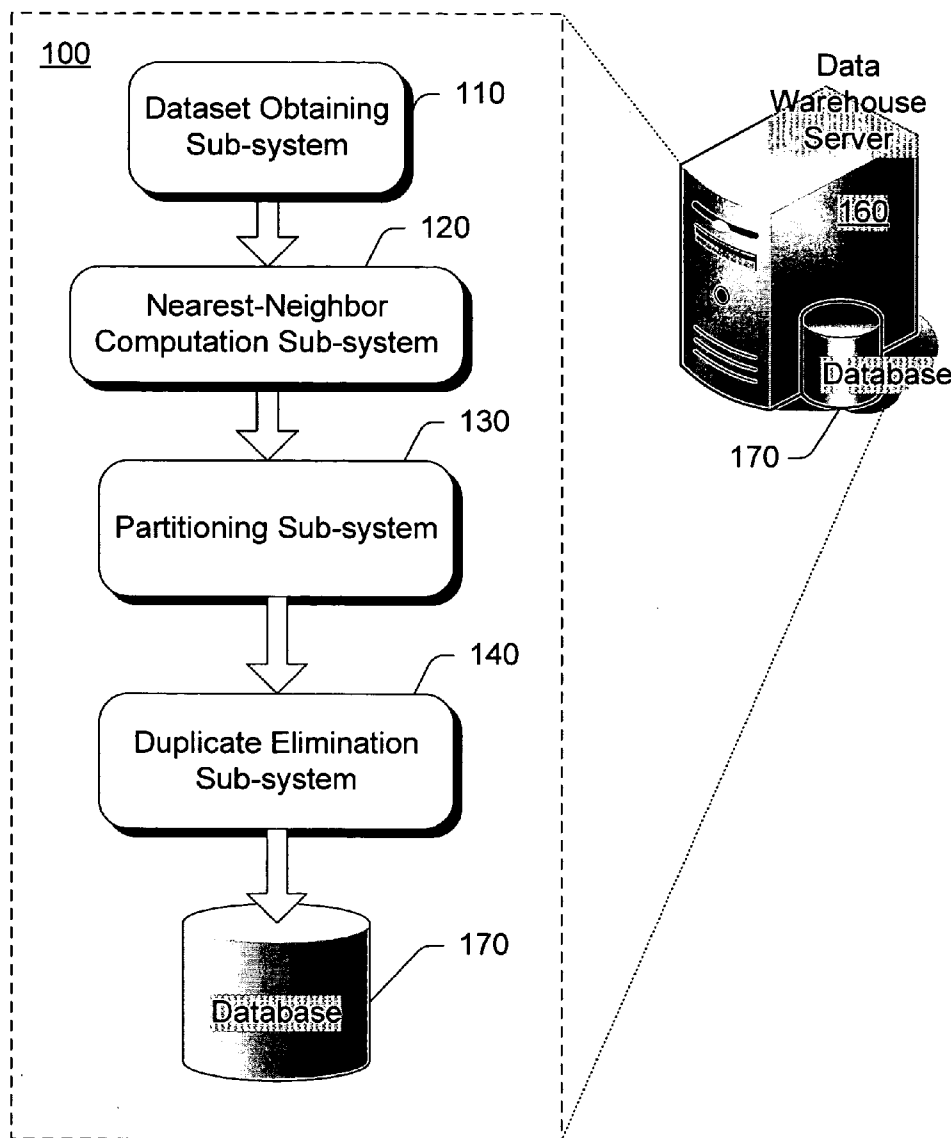 100
Dataset Obtaining
Sub-system
110
120
Nearest-Neighbor
Computation Sub-system
130
Partitioning Sub-system
140
Duplicate Elimination
Sub-system
170
Database
Data
Warehouse
Server
160
Database
170